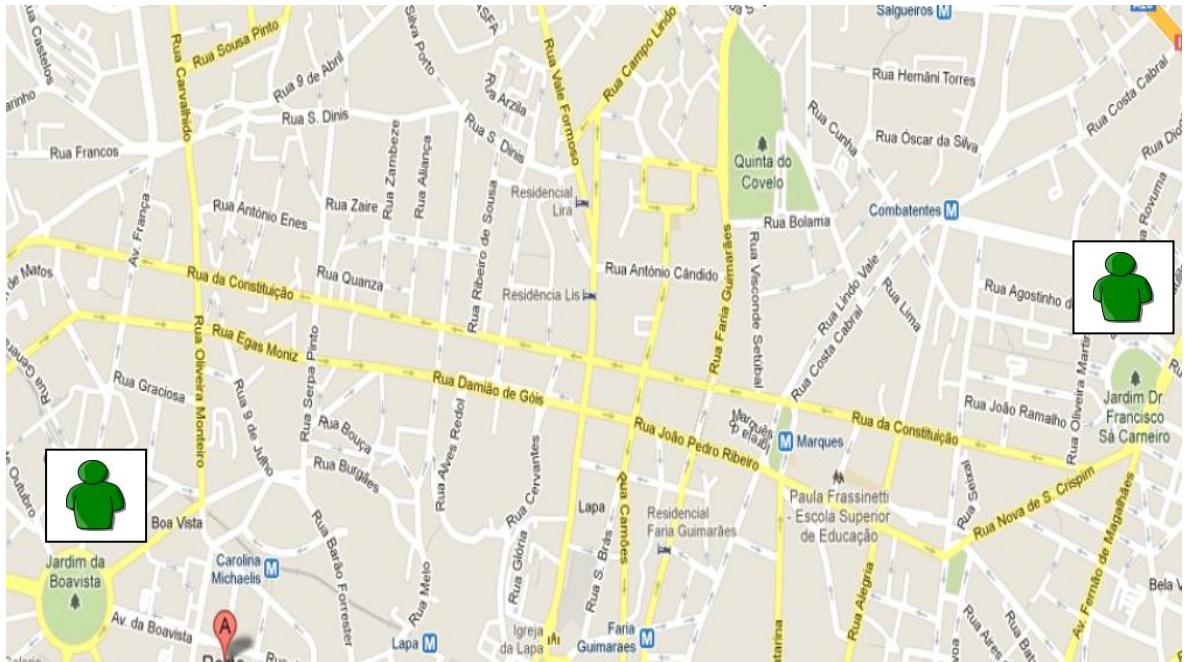 Salgueiros M
Rua Sousa Pinto
Rua Carvalhido
Rua 9 de Abril
Silva Porto
Rua Arzila
Rua S. Dinis
Rua S. Dinis
Rua Francos
Rua Vale Formoso
Rua Campo Lindo
Rua Hernâni Torres
Rua Costa Cabral
Rua Óscar da Silva
Rua Cunha
Quinta do
Covelo
Rua Zambeze
Rua Aliança
Residencial
Lira
Rua Bolama
Combatentes M
Rua António Enes
Rua Zaire
Av. França
Rua Ribeiro de Sousa
Rua António Cândido
Rua Faria Guimarães
Rua Visconde Setúbal
Rua Lindo Vale
Rua Lima
Rua Costa Cabral
Rua da Constituição
Rua Quanza
Residência Lis
Rua Egas Moniz
Rua Oliveira Monteiro
Rua Serpa Pinto
Rua Graciosa
Rua 9 de Julho
Rua Damião de Góis
Rua João Pedro Ribeiro
Marquês
Igreja do
M Marques
Rua da Constituição
Rua João Ramalho
Jardim Dr.
Francisco
Sá Carneiro
Rua Bouça
Rua Burgães
Rua Alves Redol
Rua Cervantes
Lapa
Rua Camões
Residencial
Faria Guimarães
Paula Frassinetti
- Escola Superior
de Educação
Rua Seixal
Rua Nova de S. Crispim
Av. Fernão de Magalhães
Boa Vista
Jardim da
Boavista
Carolina
Michaelis M
Rua Barão Forrester
Rua Melo
Rua Glória
Rua S. Brás
Rua Alegria
Av. da Boavista
A
Lapa M
Igreja
da Lapa
Faria
Guimaraes M